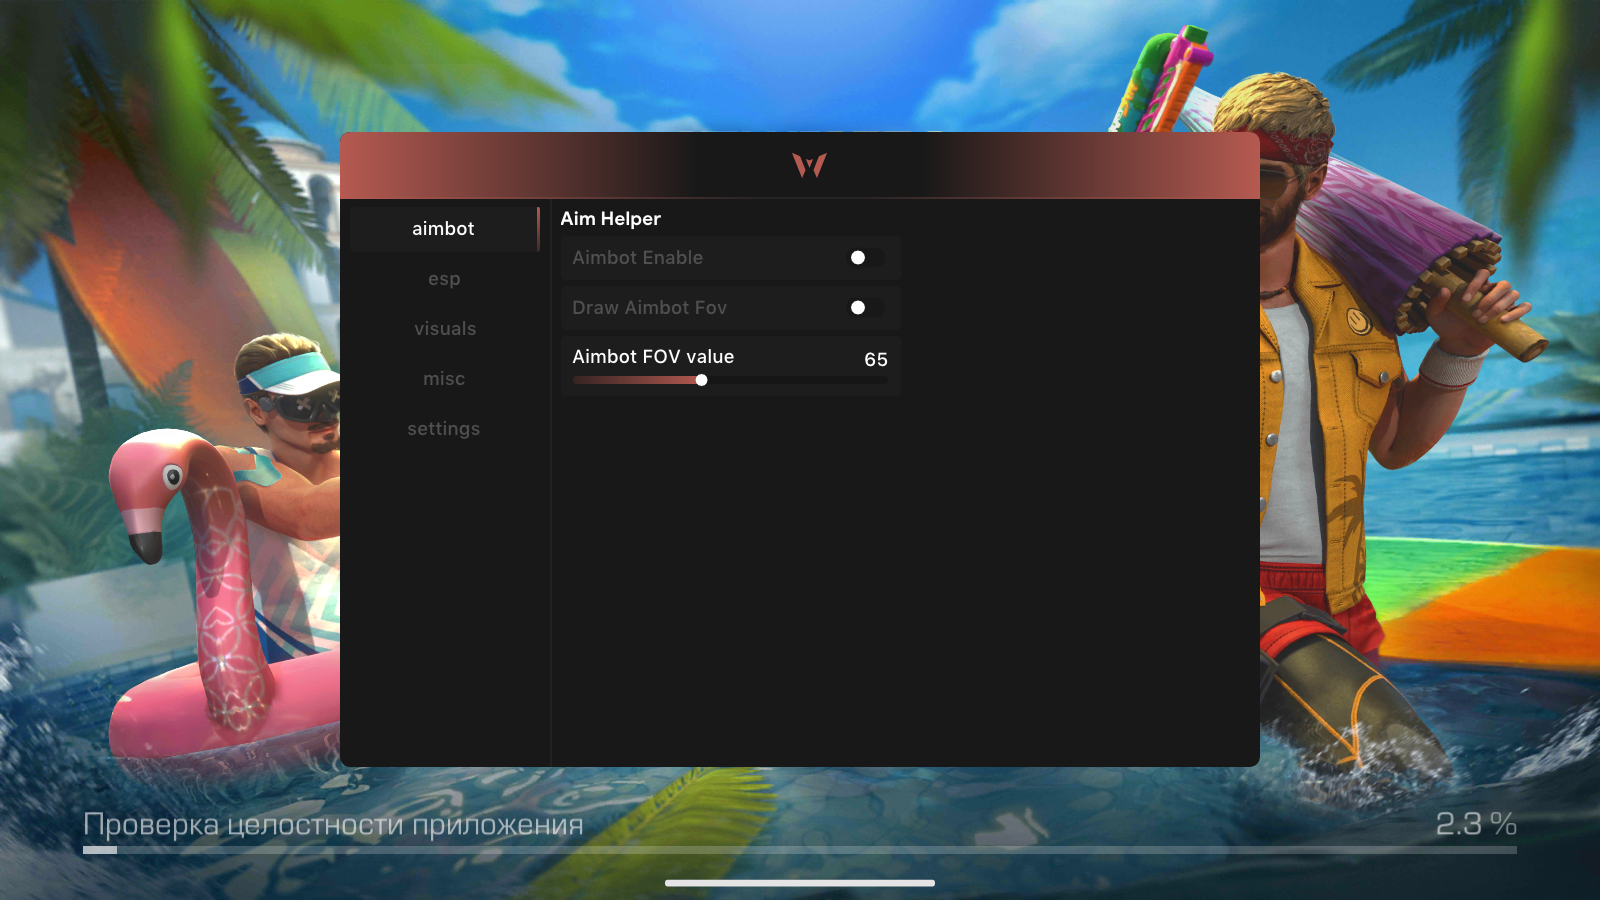 aimbot
esp
visuals
misc
settings
Aim Helper
Aimbot Enable
Draw Aimbot Fov
Aimbot FOV value 65
Проверка целостности приложения 2.3 %